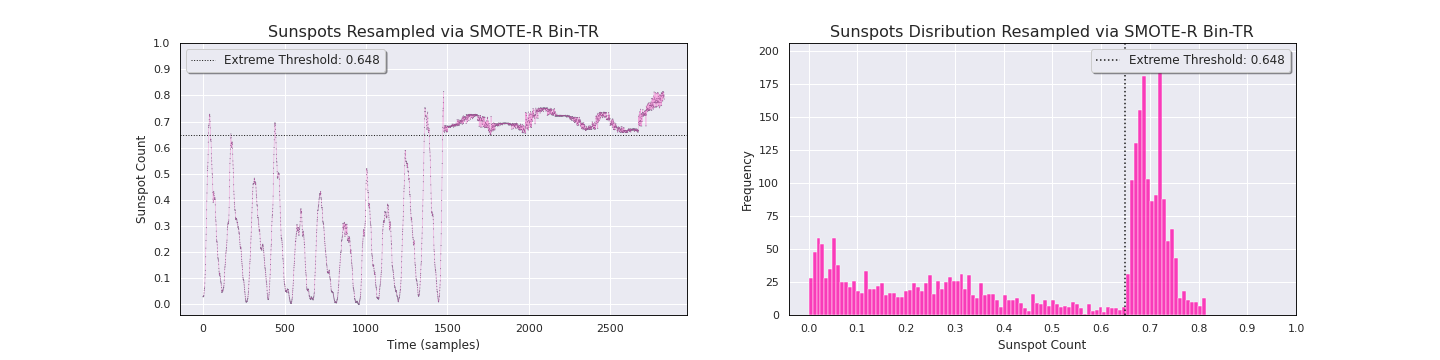 Sunspots Resampled via SMOTE-R Bin-TR
Extreme Threshold: 0.648
1.0
0.9
0.8
0.7
0.6
0.5
0.4
0.3
0.2
0.1
0.0
Sunspot Count
0 500 1000 1500 2000 2500
Time (samples)
Sunspots Disribution Resampled via SMOTE-R Bin-TR
Extreme Threshold: 0.648
200
175
150
125
100
75
50
25
0
Frequency
0.0 0.1 0.2 0.3 0.4 0.5 0.6 0.7 0.8 0.9 1.0
Sunspot Count